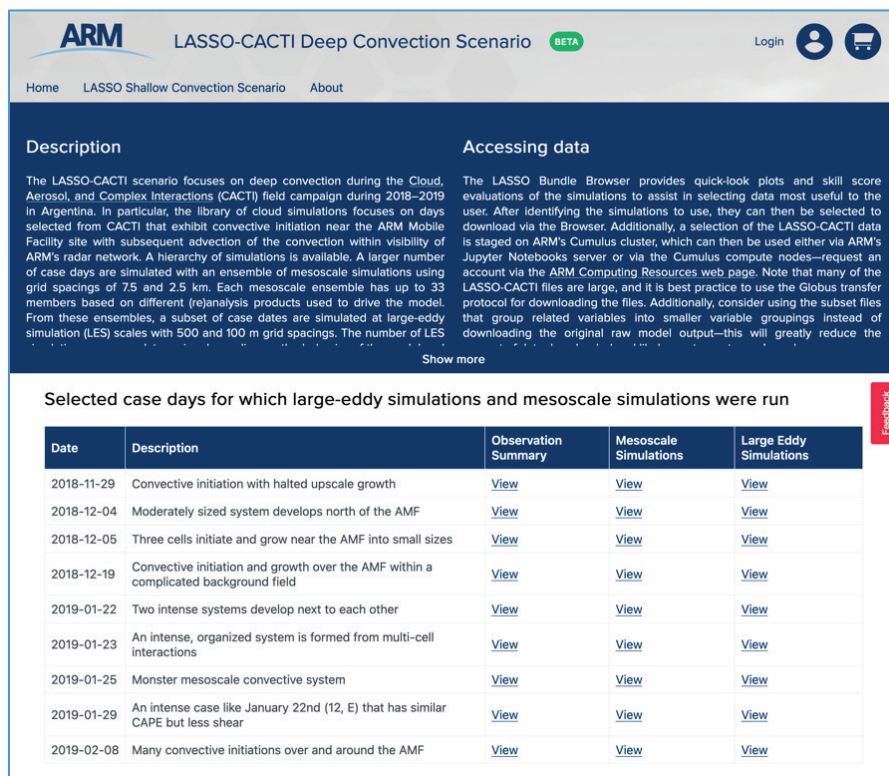 ARM
LASSO-CACTI Deep Convection Scenario
BETA
Login
Home LASSO Shallow Convection Scenario About
Description
The LASSO-CACTI scenario focuses on deep convection during the Cloud,
Aerosol, and Complex Interactions (CACTI) field campaign during 2018–2019
in Argentina. In particular, the library of cloud simulations focuses on days
selected from CACTI that exhibit convective initiation near the ARM Mobile
Facility site with subsequent advection of the convection within visibility of
ARM's radar network. A hierarchy of simulations is available. A larger number
of case days are simulated with an ensemble of mesoscale simulations using
grid spacings of 7.5 and 2.5 km. Each mesoscale ensemble has up to 33
members based on different (re)analysis products used to drive the model.
From these ensembles, a subset of case dates are simulated at large-eddy
simulation (LES) scales with 500 and 100 m grid spacings. The number of LES
Accessing data
The LASSO Bundle Browser provides quick-look plots and skill score
evaluations of the simulations to assist in selecting data most useful to the
user. After identifying the simulations to use, they can then be selected to
download via the Browser. Additionally, a selection of the LASSO-CACTI data
is staged on ARM's Cumulus cluster, which can then be used either via ARM's
Jupyter Notebooks server or via the Cumulus compute nodes—request an
account via the ARM Computing Resources web page. Note that many of the
LASSO-CACTI files are large, and it is best practice to use the Globus transfer
protocol for downloading the files. Additionally, consider using the subset files
that group related variables into smaller variable groupings instead of
downloading the original raw model output—this will greatly reduce the
Show more
Feedback
Selected case days for which large-eddy simulations and mesoscale simulations were run
Date Description Observation Summary Mesoscale Simulations Large Eddy Simulations
2018-11-29 Convective initiation with halted upscale growth View View View
2018-12-04 Moderately sized system develops north of the AMF View View View
2018-12-05 Three cells initiate and grow near the AMF into small sizes View View View
2018-12-19 Convective initiation and growth over the AMF within a
complicated background field View View View
2019-01-22 Two intense systems develop next to each other View View View
2019-01-23 An intense, organized system is formed from multi-cell
interactions View View View
2019-01-25 Monster mesoscale convective system View View View
2019-01-29 An intense case like January 22nd (12, E) that has similar
CAPE but less shear View View View
2019-02-08 Many convective initiations over and around the AMF View View View